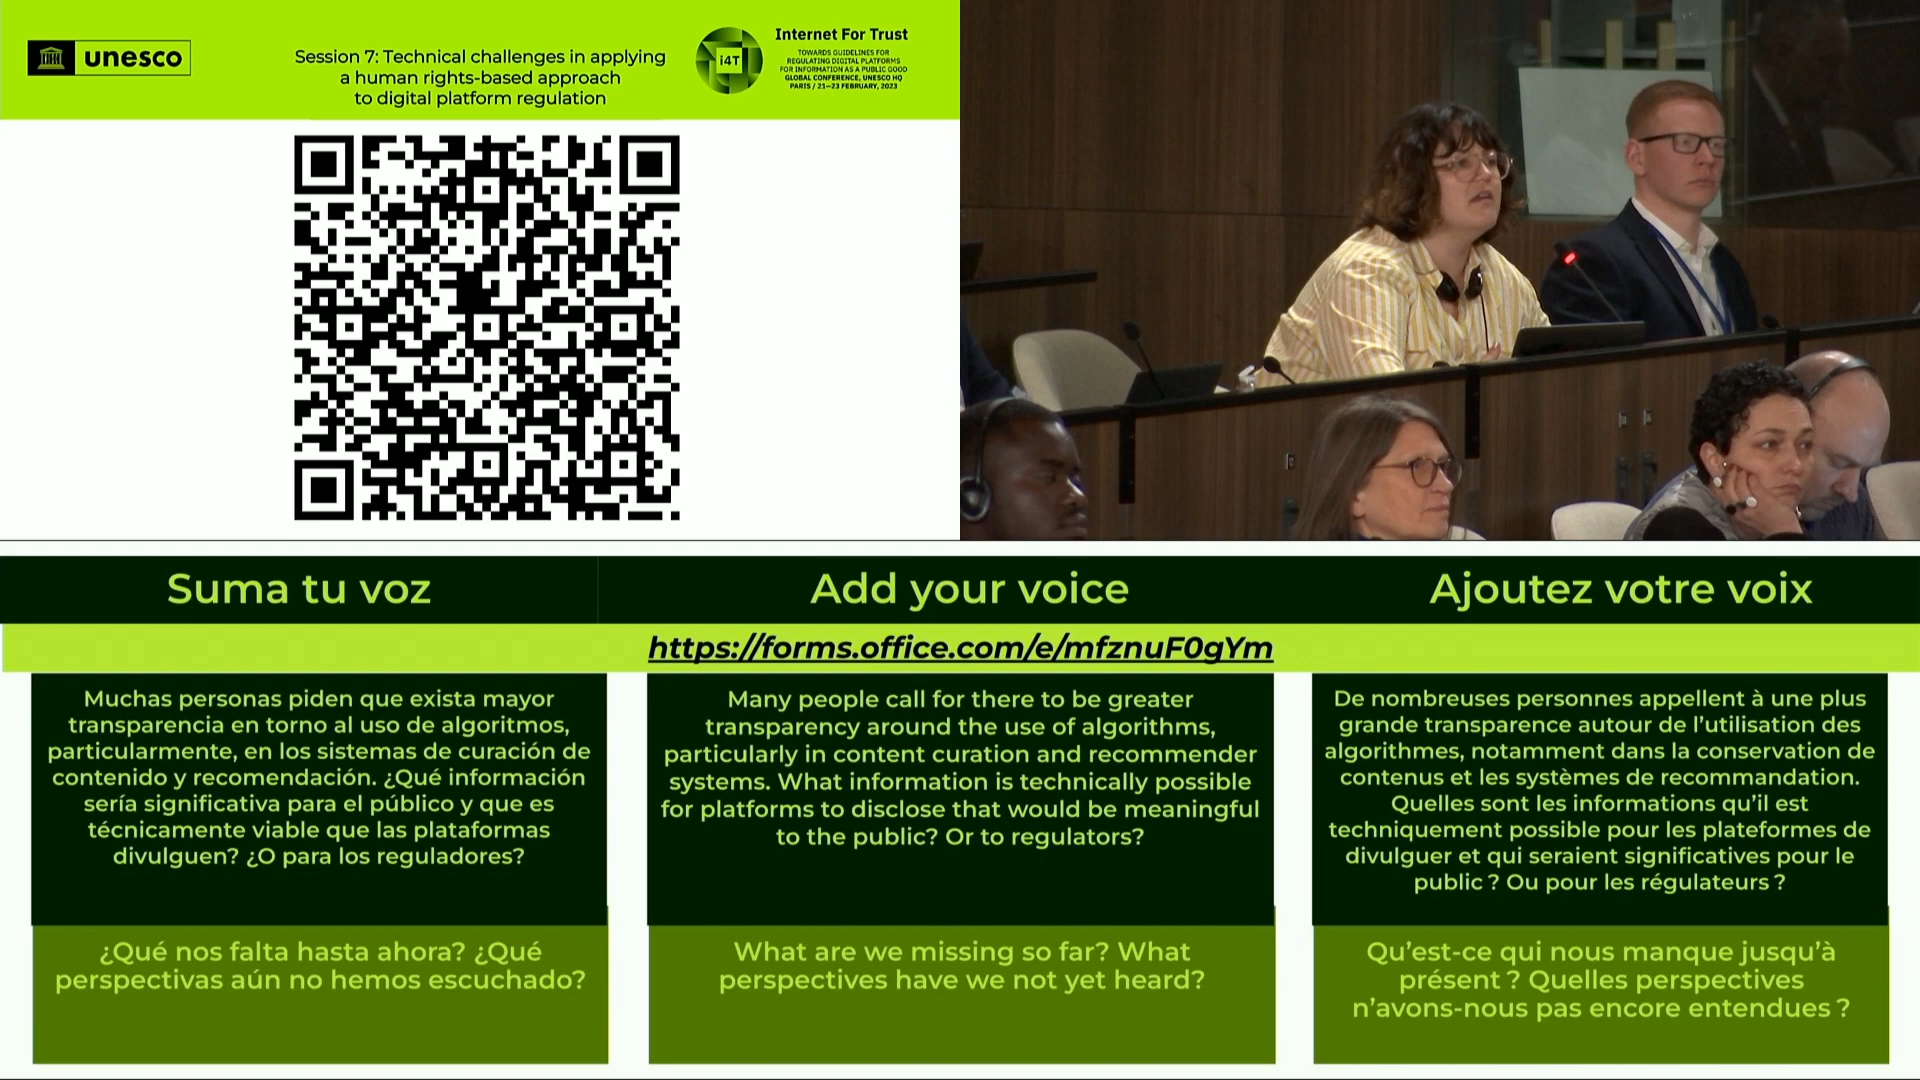 unesco
Session 7: Technical challenges in applying
a human rights-based approach
to digital platform regulation
i4T
Internet For Trust
TOWARDS GUIDELINES FOR
REGULATING DIGITAL PLATFORMS
FOR INFORMATION AS A PUBLIC GOOD
GLOBAL CONFERENCE, UNESCO HQ
PARIS / 21–23 FEBRUARY, 2023
Suma tu voz
Add your voice
Ajoutez votre voix
https://forms.office.com/e/mfznuF0gYm
Muchas personas piden que exista mayor
transparencia en torno al uso de algoritmos,
particularmente, en los sistemas de curación de
contenido y recomendación. ¿Qué información
sería significativa para el público y que es
técnicamente viable que las plataformas
divulguen? ¿O para los reguladores?
¿Qué nos falta hasta ahora? ¿Qué
perspectivas aún no hemos escuchado?
Many people call for there to be greater
transparency around the use of algorithms,
particularly in content curation and recommender
systems. What information is technically possible
for platforms to disclose that would be meaningful
to the public? Or to regulators?
What are we missing so far? What
perspectives have we not yet heard?
De nombreuses personnes appellent à une plus
grande transparence autour de l’utilisation des
algorithmes, notamment dans la conservation de
contenus et les systèmes de recommandation.
Quelles sont les informations qu’il est
techniquement possible pour les plateformes de
divulguer et qui seraient significatives pour le
public ? Ou pour les régulateurs ?
Qu’est-ce qui nous manque jusqu’à
présent ? Quelles perspectives
n’avons-nous pas encore entendues ?